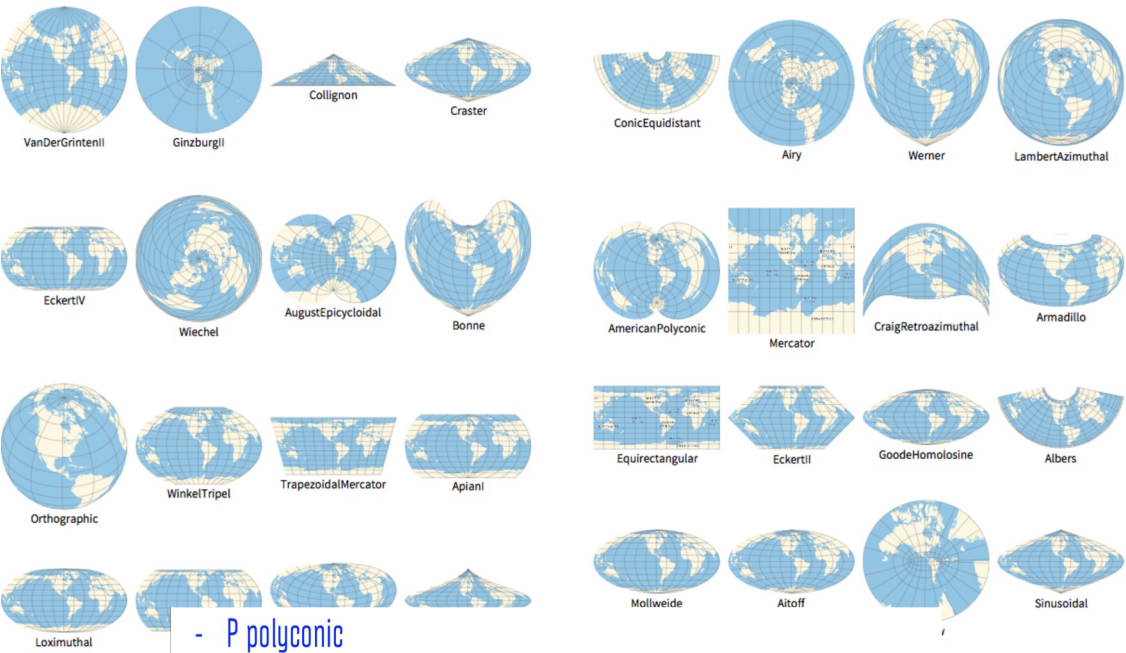 VanDerGrintenII
GinzburgII
Collignon
Craster
ConicEquidistant
Airy
Werner
LambertAzimuthal
EckertIV
Wiechel
AugustEpicycloidal
Bonne
AmericanPolyconic
Mercator
CraigRetroazimuthal
Armadillo
Orthographic
WinkelTripel
TrapezoidalMercator
ApianI
Equirectangular
EckertII
GoodeHomolosine
Albers
Loximuthal
Mollweide
Aitoff
Sinusoidal
- P polyconic